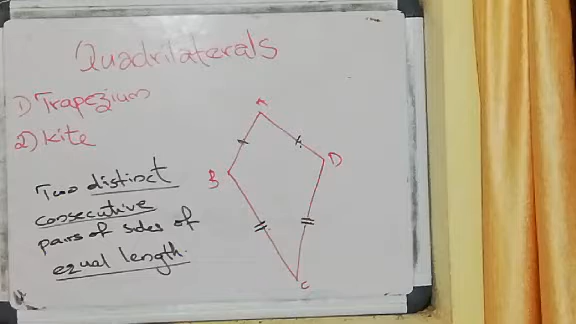 Quadrilaterals
1) Trapezium
2) Kite
Two distinct
consecutive
pairs of sides of
equal length.
A
B
D
C